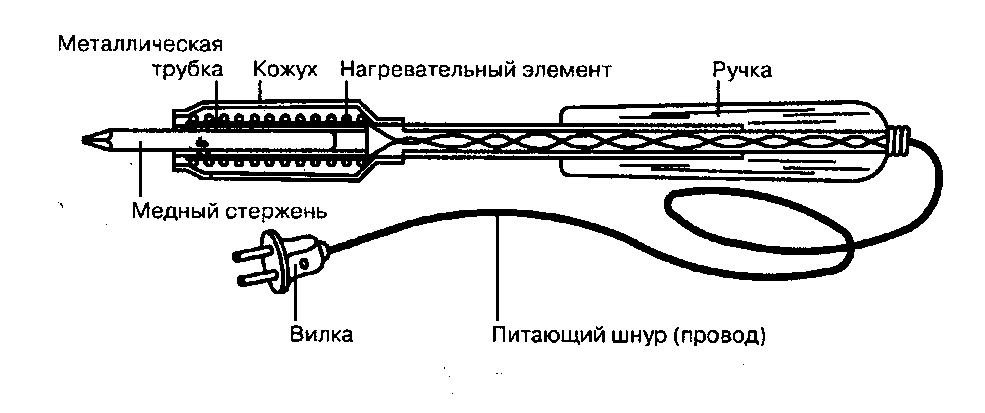 Металлическая
трубка
Кожух
Нагревательный элемент
Ручка
Медный стержень
Вилка
Питающий шнур (провод)